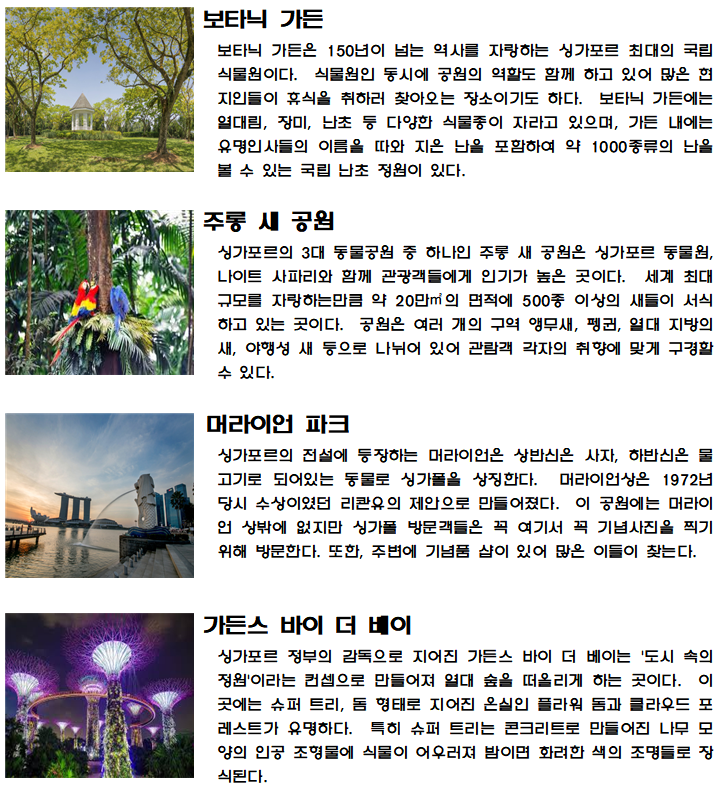 보타닉 가든
보타닉 가든은 150년이 넘는 역사를 자랑하는 싱가포르 최대의 국립
식물원이다. 식물원인 동시에 공원의 역활도 함께 하고 있어 많은 현
지인들이 휴식을 취하러 찾아오는 장소이기도 하다. 보타닉 가든에는
열대림, 장미, 난초 등 다양한 식물종이 자라고 있으며, 가든 내에는
유명인사들의 이름을 따와 지은 난을 포함하여 약 1000종류의 난을
볼 수 있는 국립 난초 정원이 있다.
주롱 새 공원
싱가포르의 3대 동물공원 중 하나인 주롱 새 공원은 싱가포르 동물원,
나이트 사파리와 함께 관광객들에게 인기가 높은 곳이다. 세계 최대
규모를 자랑하는만큼 약 20만㎡의 면적에 500종 이상의 새들이 서식
하고 있는 곳이다. 공원은 여러 개의 구역 앵무새, 펭귄, 열대 지방의
새, 야행성 새 등으로 나뉘어 있어 관람객 각자의 취향에 맞게 구경할
수 있다.
머라이언 파크
싱가포르의 전설에 등장하는 머라이언은 상반신은 사자, 하반신은 물
고기로 되어있는 동물로 싱가폴을 상징한다. 머라이언상은 1972년
당시 수상이였던 리콴유의 제안으로 만들어졌다. 이 공원에는 머라이
언 상밖에 없지만 싱가폴 방문객들은 꼭 여기서 꼭 기념사진을 찍기
위해 방문한다. 또한, 주변에 기념품 샵이 있어 많은 이들이 찾는다.
가든스 바이 더 베이
싱가포르 정부의 감독으로 지어진 가든스 바이 더 베이는 '도시 속의
정원'이라는 컨셉으로 만들어져 열대 숲을 떠올리게 하는 곳이다. 이
곳에는 슈퍼 트리, 돔 형태로 지어진 온실인 플라워 돔과 클라우드 포
레스트가 유명하다. 특히 슈퍼 트리는 콘크리트로 만들어진 나무 모
양의 인공 조형물에 식물이 어우러져 밤이면 화려한 색의 조명들로 장
식된다.